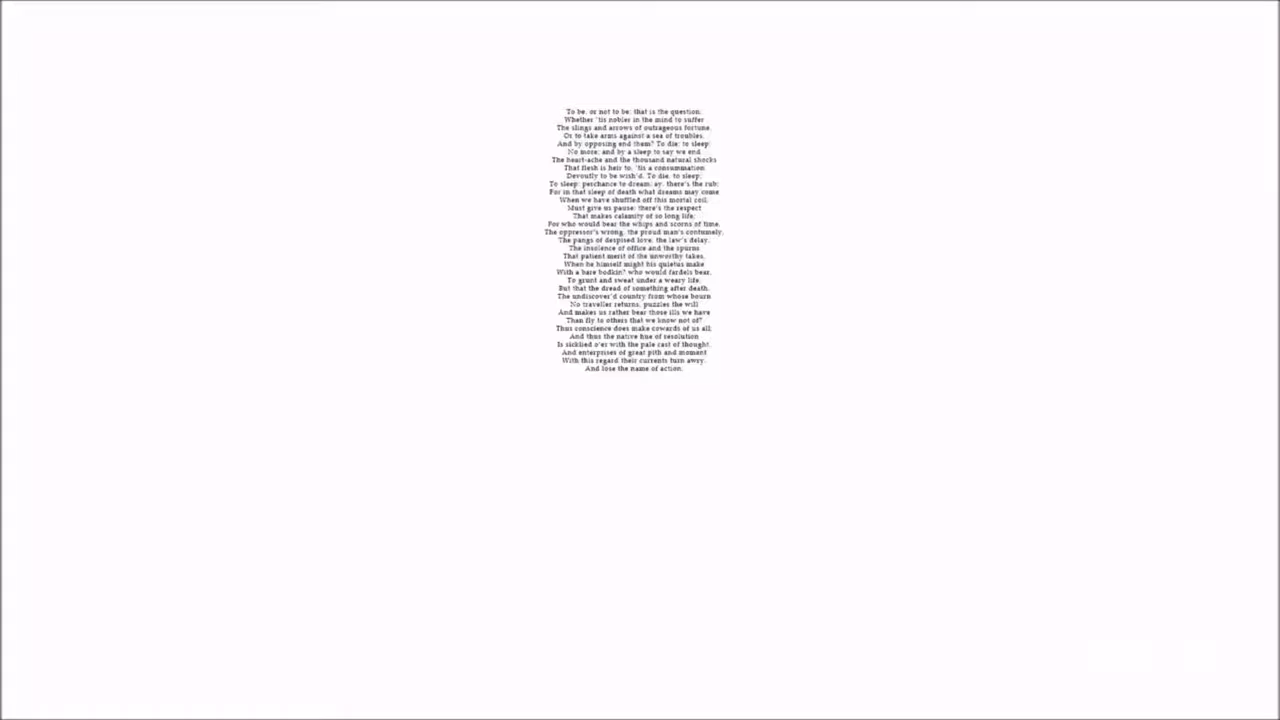 To be, or not to be: that is the question:
Whether 'tis nobler in the mind to suffer
The slings and arrows of outrageous fortune,
Or to take arms against a sea of troubles,
And by opposing end them? To die: to sleep;
No more; and by a sleep to say we end
The heart-ache and the thousand natural shocks
That flesh is heir to, 'tis a consummation
Devoutly to be wish'd. To die, to sleep;
To sleep: perchance to dream: ay, there's the rub;
For in that sleep of death what dreams may come
When we have shuffled off this mortal coil,
Must give us pause: there's the respect
That makes calamity of so long life;
For who would bear the whips and scorns of time,
The oppressor's wrong, the proud man's contumely,
The pangs of despised love, the law's delay,
The insolence of office and the spurns
That patient merit of the unworthy takes,
When he himself might his quietus make
With a bare bodkin? who would fardels bear,
To grunt and sweat under a weary life,
But that the dread of something after death,
The undiscover'd country from whose bourn
No traveller returns, puzzles the will
And makes us rather bear those ills we have
Than fly to others that we know not of?
Thus conscience does make cowards of us all;
And thus the native hue of resolution
Is sicklied o'er with the pale cast of thought,
And enterprises of great pith and moment
With this regard their currents turn awry,
And lose the name of action.